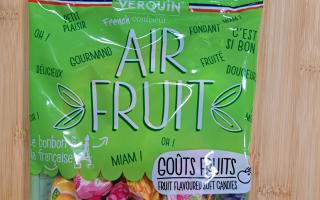 VERQUIN
French confiseur
PETIT
PLAISIR
FONDANT
C'EST
SI BON
OH !
AIR
GOURMAND
FRUITÉ
DÉLICIEUX
DOUCEUR
OH !
FRUIT
Le bonbon
à la française
OH !
MIAM !
GOÛTS FRUITS
FRUIT FLAVOURED SOFT CANDIES